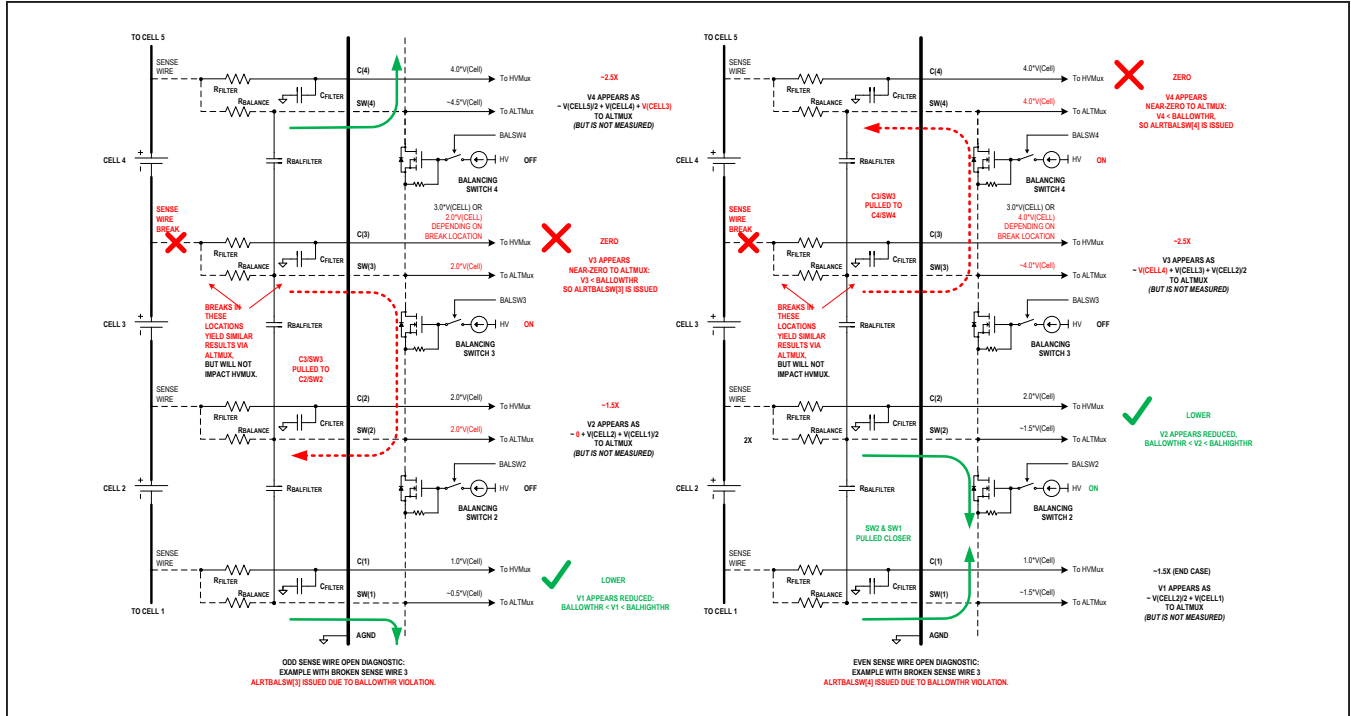 TO CELL 5
SENSE
WIRE
RFILTER
RBALANCE
CFILTER
C(4)
4.0*V(Cell)
To HVMux
SW(4)
~4.5*V(Cell)
To ALTMux
~2.5X
V4 APPEARS AS
~ V(CELL5)/2 + V(CELL4) + V(CELL3)
TO ALTMUX
(BUT IS NOT MEASURED)
CELL 4
+
-
RBALFILTER
BALSW4
HV
OFF
BALANCING
SWITCH 4
SENSE
WIRE
BREAK
3.0*V(CELL) OR
2.0*V(CELL)
DEPENDING ON
BREAK LOCATION
RFILTER
RBALANCE
CFILTER
C(3)
To HVMux
SW(3)
2.0*V(Cell)
To ALTMux
ZERO
V3 APPEARS
NEAR-ZERO TO ALTMUX:
V3 < BALLOWTHR
SO ALRTBALSW[3] IS ISSUED
BREAKS IN
THESE
LOCATIONS
YIELD SIMILAR
RESULTS VIA
ALTMUX,
BUT WILL NOT
IMPACT HVMUX.
CELL 3
+
-
RBALFILTER
C3/SW3
PULLED TO
C2/SW2
BALSW3
HV
ON
BALANCING
SWITCH 3
SENSE
WIRE
RFILTER
RBALANCE
CFILTER
C(2)
2.0*V(Cell)
To HVMux
SW(2)
2.0*V(Cell)
To ALTMux
~1.5X
V2 APPEARS AS
~ 0 + V(CELL2) + V(CELL1)/2
TO ALTMUX
(BUT IS NOT MEASURED)
CELL 2
+
-
RBALFILTER
BALSW2
HV
OFF
BALANCING
SWITCH 2
SENSE
WIRE
RFILTER
RBALANCE
CFILTER
C(1)
1.0*V(Cell)
To HVMux
SW(1)
~0.5*V(Cell)
To ALTMux
LOWER
V1 APPEARS REDUCED:
BALLOWTHR < V1 < BALHIGHTHR
TO CELL 1
AGND
ODD SENSE WIRE OPEN DIAGNOSTIC:
EXAMPLE WITH BROKEN SENSE WIRE 3
ALRTBALSW[3] ISSUED DUE TO BALLOWTHR VIOLATION.
TO CELL 5
SENSE
WIRE
RFILTER
RBALANCE
CFILTER
C(4)
4.0*V(Cell)
To HVMux
SW(4)
4.0*V(Cell)
To ALTMux
ZERO
V4 APPEARS
NEAR-ZERO TO ALTMUX:
V4 < BALLOWTHR,
SO ALRTBALSW[4] IS ISSUED
CELL 4
+
-
RBALFILTER
BALSW4
HV
ON
BALANCING
SWITCH 4
C3/SW3
PULLED TO
C4/SW4
SENSE
WIRE
BREAK
3.0*V(CELL) OR
4.0*V(CELL)
DEPENDING ON
BREAK LOCATION
RFILTER
RBALANCE
CFILTER
C(3)
To HVMux
SW(3)
~4.0*V(Cell)
To ALTMux
~2.5X
V3 APPEARS AS
~ V(CELL4) + V(CELL3) + V(CELL2)/2
TO ALTMUX
(BUT IS NOT MEASURED)
BREAKS IN
THESE
LOCATIONS
YIELD SIMILAR
RESULTS VIA
ALTMUX,
BUT WILL NOT
IMPACT HVMUX.
CELL 3
+
-
RBALFILTER
BALSW3
HV
OFF
BALANCING
SWITCH 3
SENSE
WIRE
RFILTER
RBALANCE
CFILTER
C(2)
2.0*V(Cell)
To HVMux
2X
SW(2)
~1.5*V(Cell)
To ALTMux
LOWER
V2 APPEARS REDUCED,
BALLOWTHR < V2 < BALHIGHTHR
CELL 2
+
-
RBALFILTER
BALSW2
HV
ON
BALANCING
SWITCH 2
SW2 & SW1
PULLED CLOSER
SENSE
WIRE
RFILTER
RBALANCE
CFILTER
C(1)
1.0*V(Cell)
To HVMux
SW(1)
~1.5*V(Cell)
To ALTMux
~1.5X (END CASE)
V1 APPEARS AS
~ V(CELL2)/2 + V(CELL1)
TO ALTMUX
(BUT IS NOT MEASURED)
TO CELL 1
AGND
EVEN SENSE WIRE OPEN DIAGNOSTIC:
EXAMPLE WITH BROKEN SENSE WIRE 3
ALRTBALSW[4] ISSUED DUE TO BALLOWTHR VIOLATION.